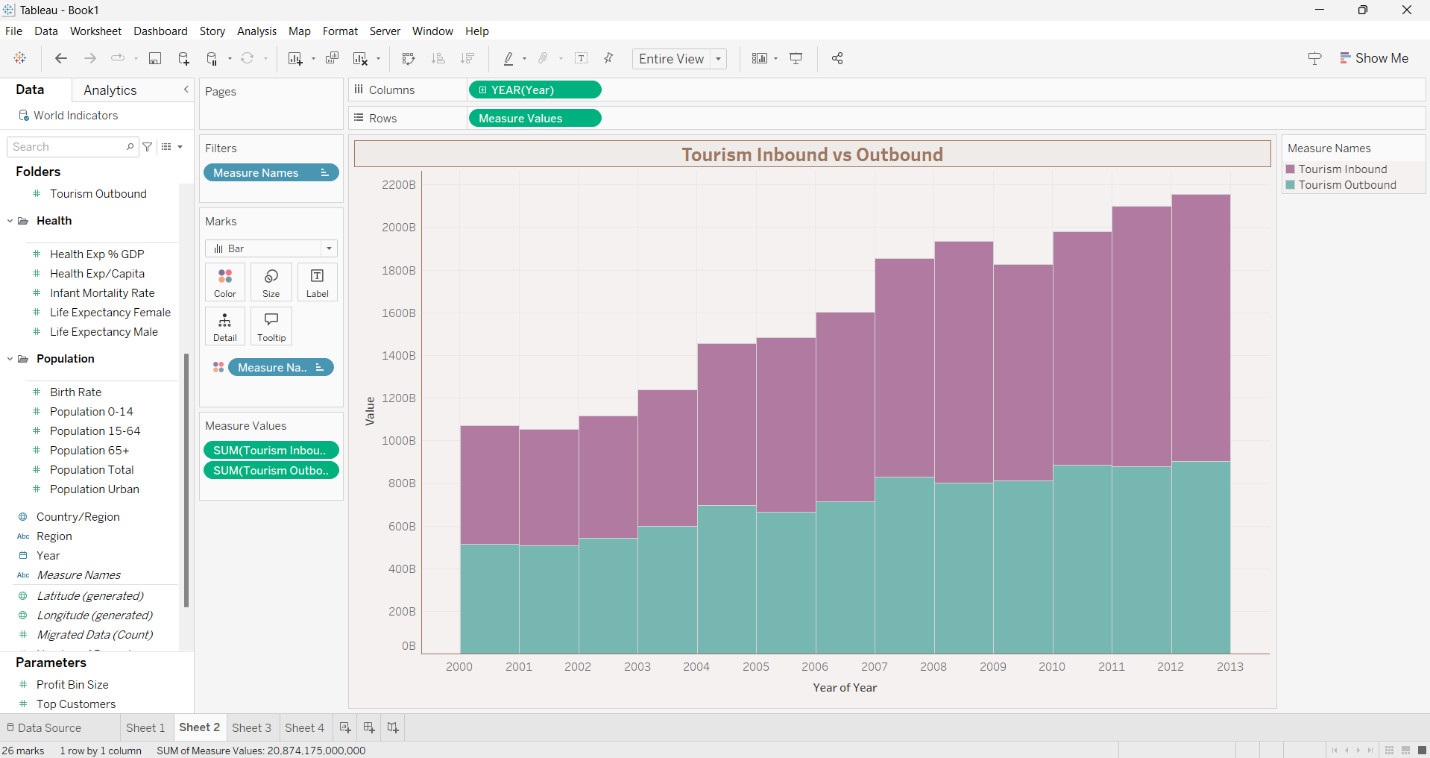 Tableau - Book1
File Data Worksheet Dashboard Story Analysis Map Format Server Window Help
Entire View
Show Me
Data
Analytics
World Indicators
Search
Folders
Tourism Outbound
Health
Health Exp % GDP
Health Exp/Capita
Infant Mortality Rate
Life Expectancy Female
Life Expectancy Male
Population
Birth Rate
Population 0-14
Population 15-64
Population 65+
Population Total
Population Urban
Country/Region
Abc Region
Year
Abc Measure Names
Latitude (generated)
Longitude (generated)
Migrated Data (Count)
Parameters
Profit Bin Size
Top Customers
Pages
Filters
Measure Names
Marks
Bar
Color Size Label
Detail Tooltip
Measure Na..
Measure Values
SUM(Tourism Inbou..
SUM(Tourism Outbo..
Columns
YEAR(Year)
Rows
Measure Values
Tourism Inbound vs Outbound
2200B
2000B
1800B
1600B
1400B
1200B
1000B
800B
600B
400B
200B
0B
Value
2000 2001 2002 2003 2004 2005 2006 2007 2008 2009 2010 2011 2012 2013
Year of Year
Measure Names
Tourism Inbound
Tourism Outbound
Data Source Sheet 1 Sheet 2 Sheet 3 Sheet 4
26 marks 1 row by 1 column SUM of Measure Values: 20,874,175,000,000